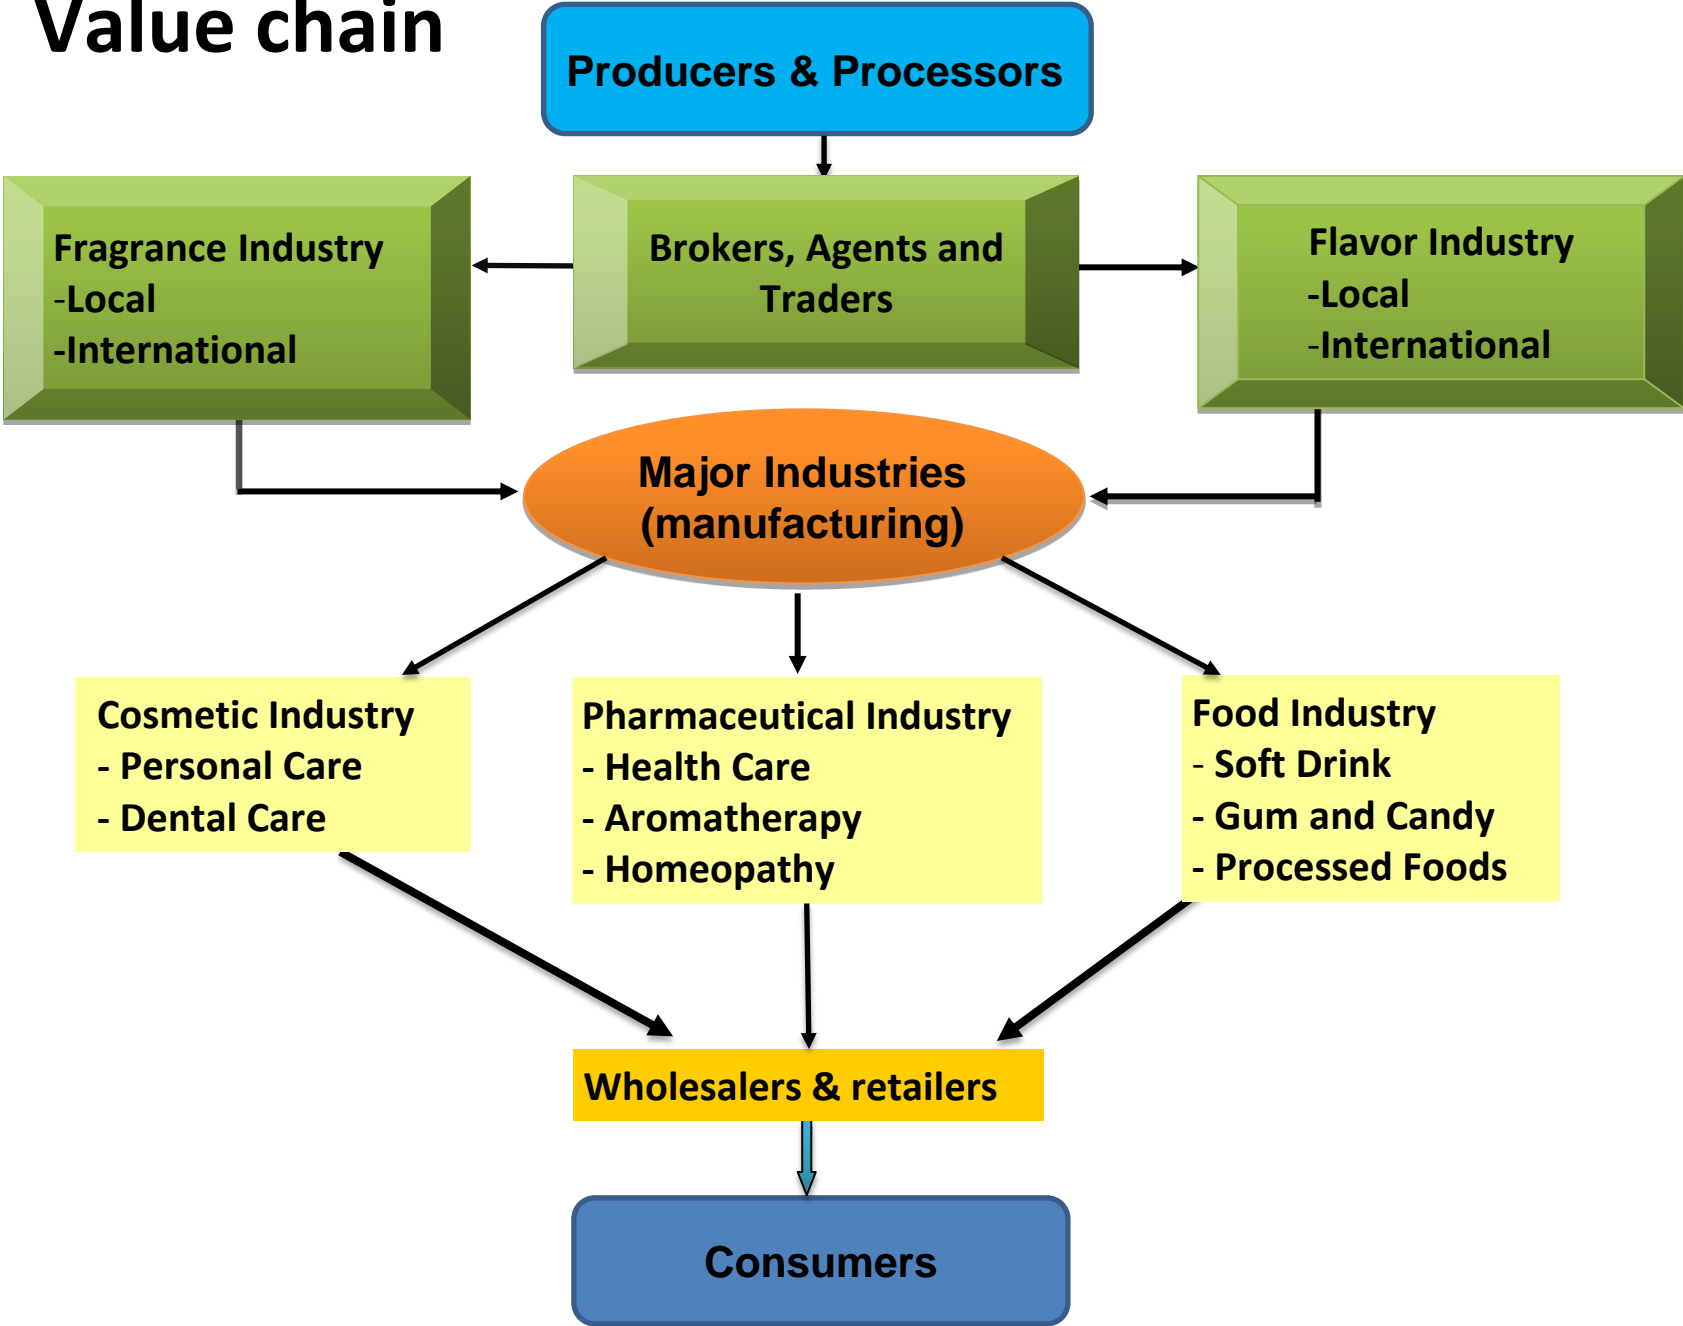 Value chain
Producers & Processors
Fragrance Industry
-Local
-International
Brokers, Agents and
Traders
Flavor Industry
-Local
-International
Major Industries
(manufacturing)
Cosmetic Industry
- Personal Care
- Dental Care
Pharmaceutical Industry
- Health Care
- Aromatherapy
- Homeopathy
Food Industry
- Soft Drink
- Gum and Candy
- Processed Foods
Wholesalers & retailers
Consumers